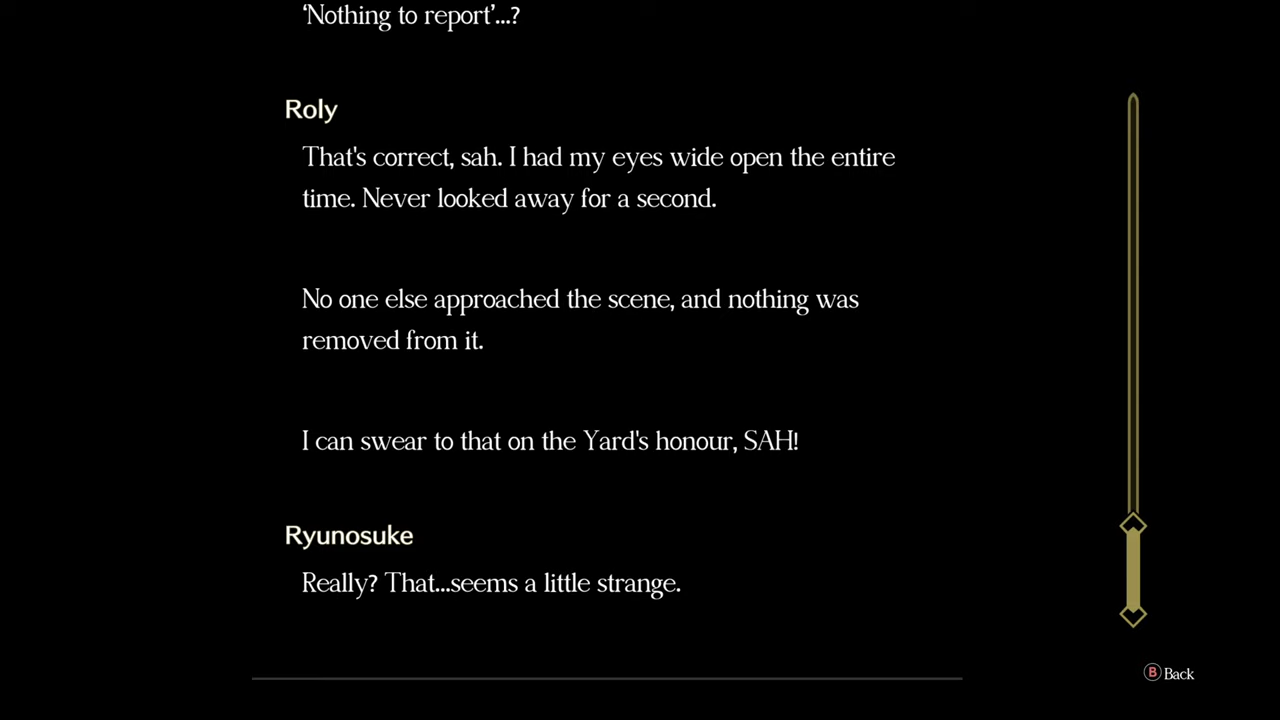 ‘Nothing to report’...?
Roly
That's correct, sah. I had my eyes wide open the entire
time. Never looked away for a second.
No one else approached the scene, and nothing was
removed from it.
I can swear to that on the Yard's honour, SAH!
Ryunosuke
Really? That...seems a little strange.
B Back